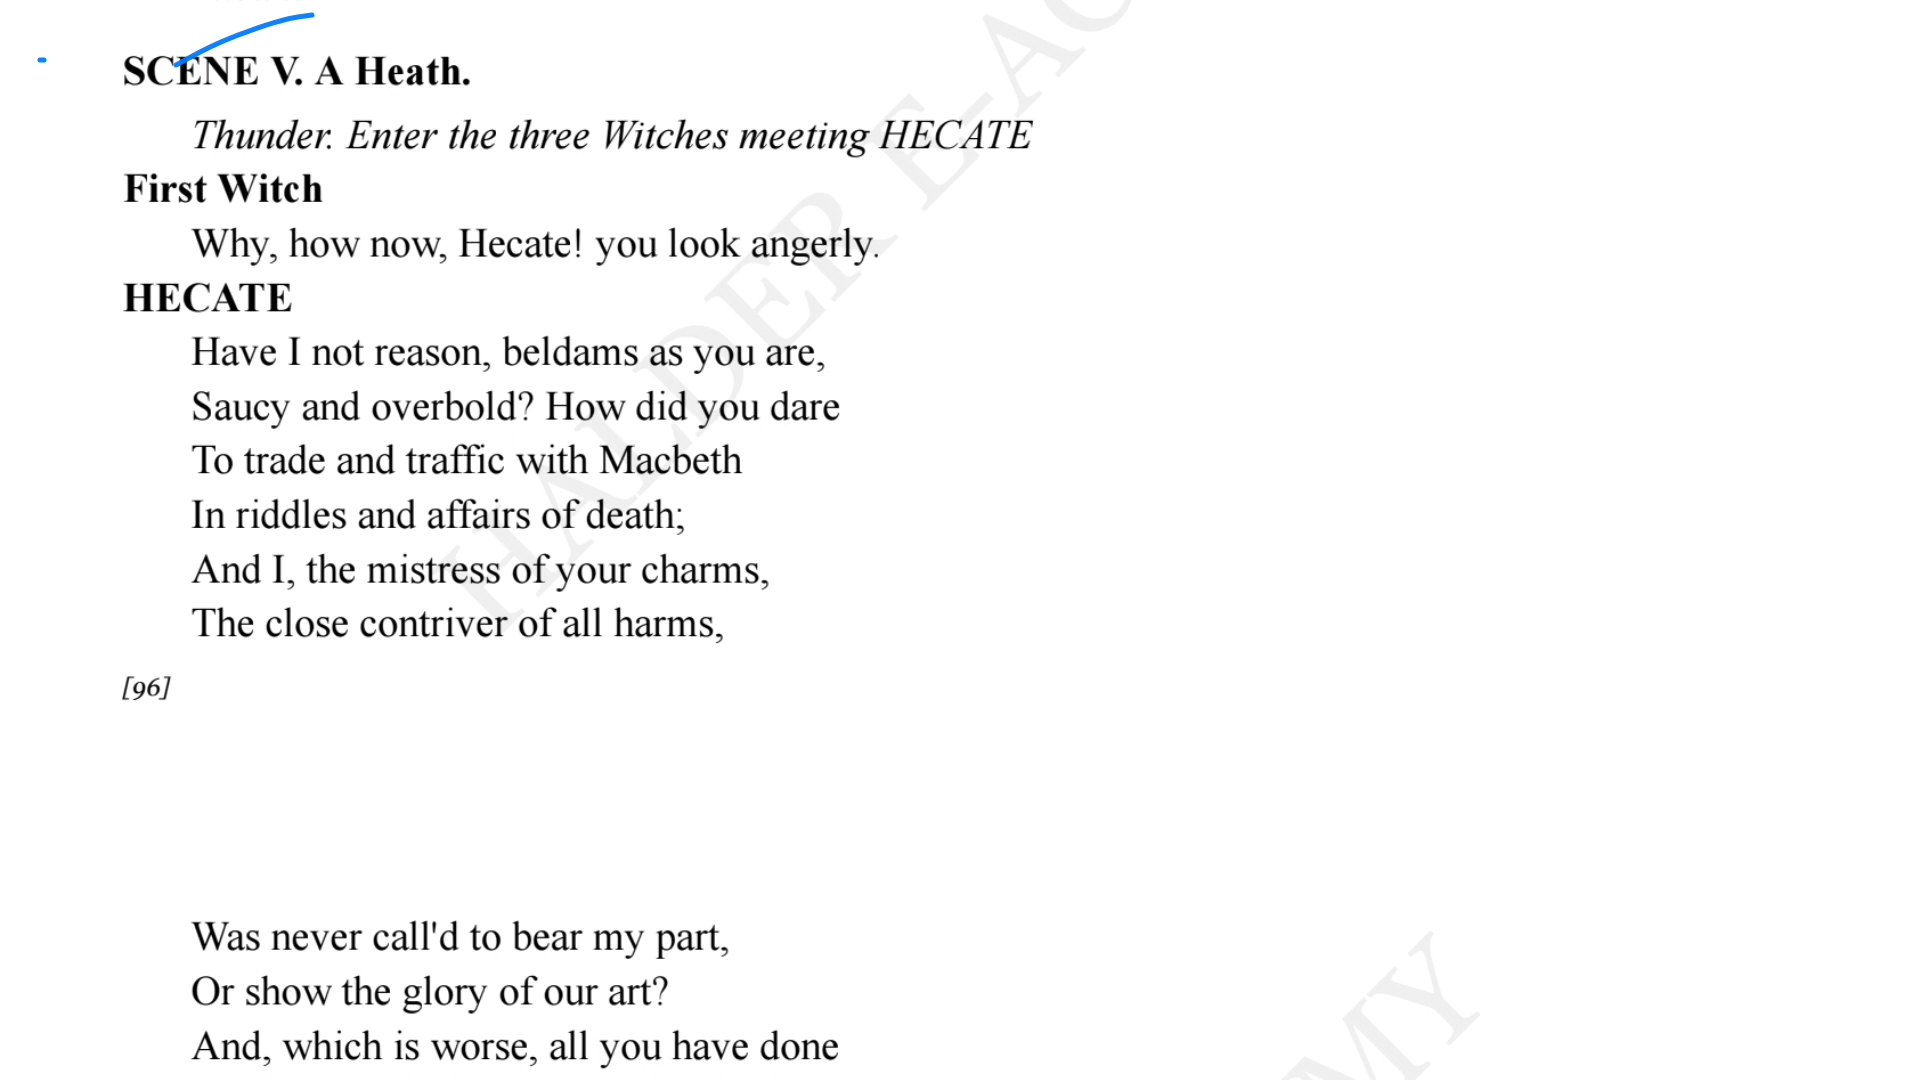 SCENE V. A Heath.
Thunder. Enter the three Witches meeting HECATE
First Witch
Why, how now, Hecate! you look angerly.
HECATE
Have I not reason, beldams as you are,
Saucy and overbold? How did you dare
To trade and traffic with Macbeth
In riddles and affairs of death;
And I, the mistress of your charms,
The close contriver of all harms,
[96]
Was never call'd to bear my part,
Or show the glory of our art?
And, which is worse, all you have done
HALDER E-AC
MY